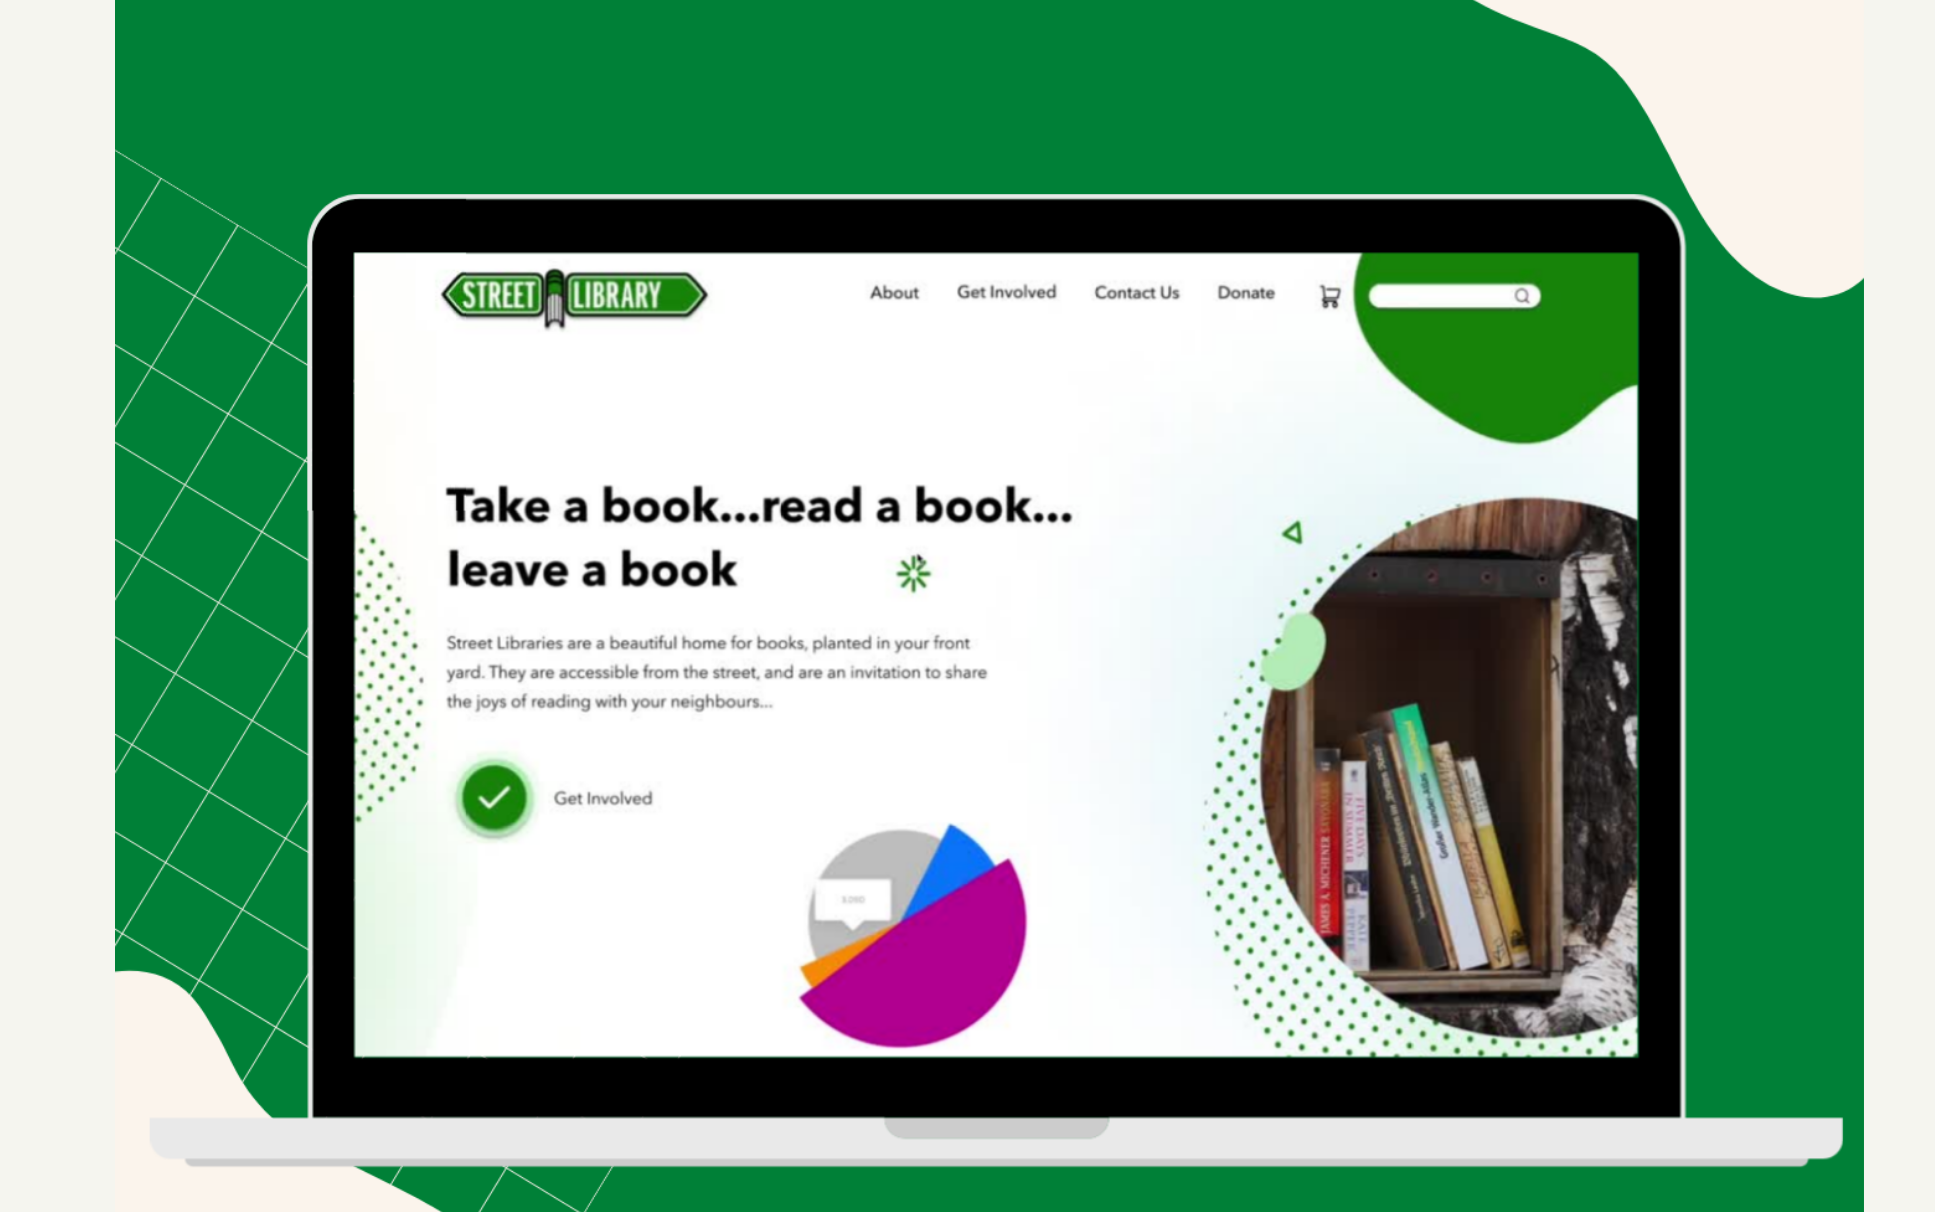 STREET LIBRARY
About Get Involved Contact Us Donate
Take a book...read a book...
leave a book
Street Libraries are a beautiful home for books, planted in your front
yard. They are accessible from the street, and are an invitation to share
the joys of reading with your neighbours...
Get Involved
JAMES A. MICHENER SAYONARA
FIVE DAYS
IN SUMMER
KATE
PEPPER
Großer Wander-Atlas